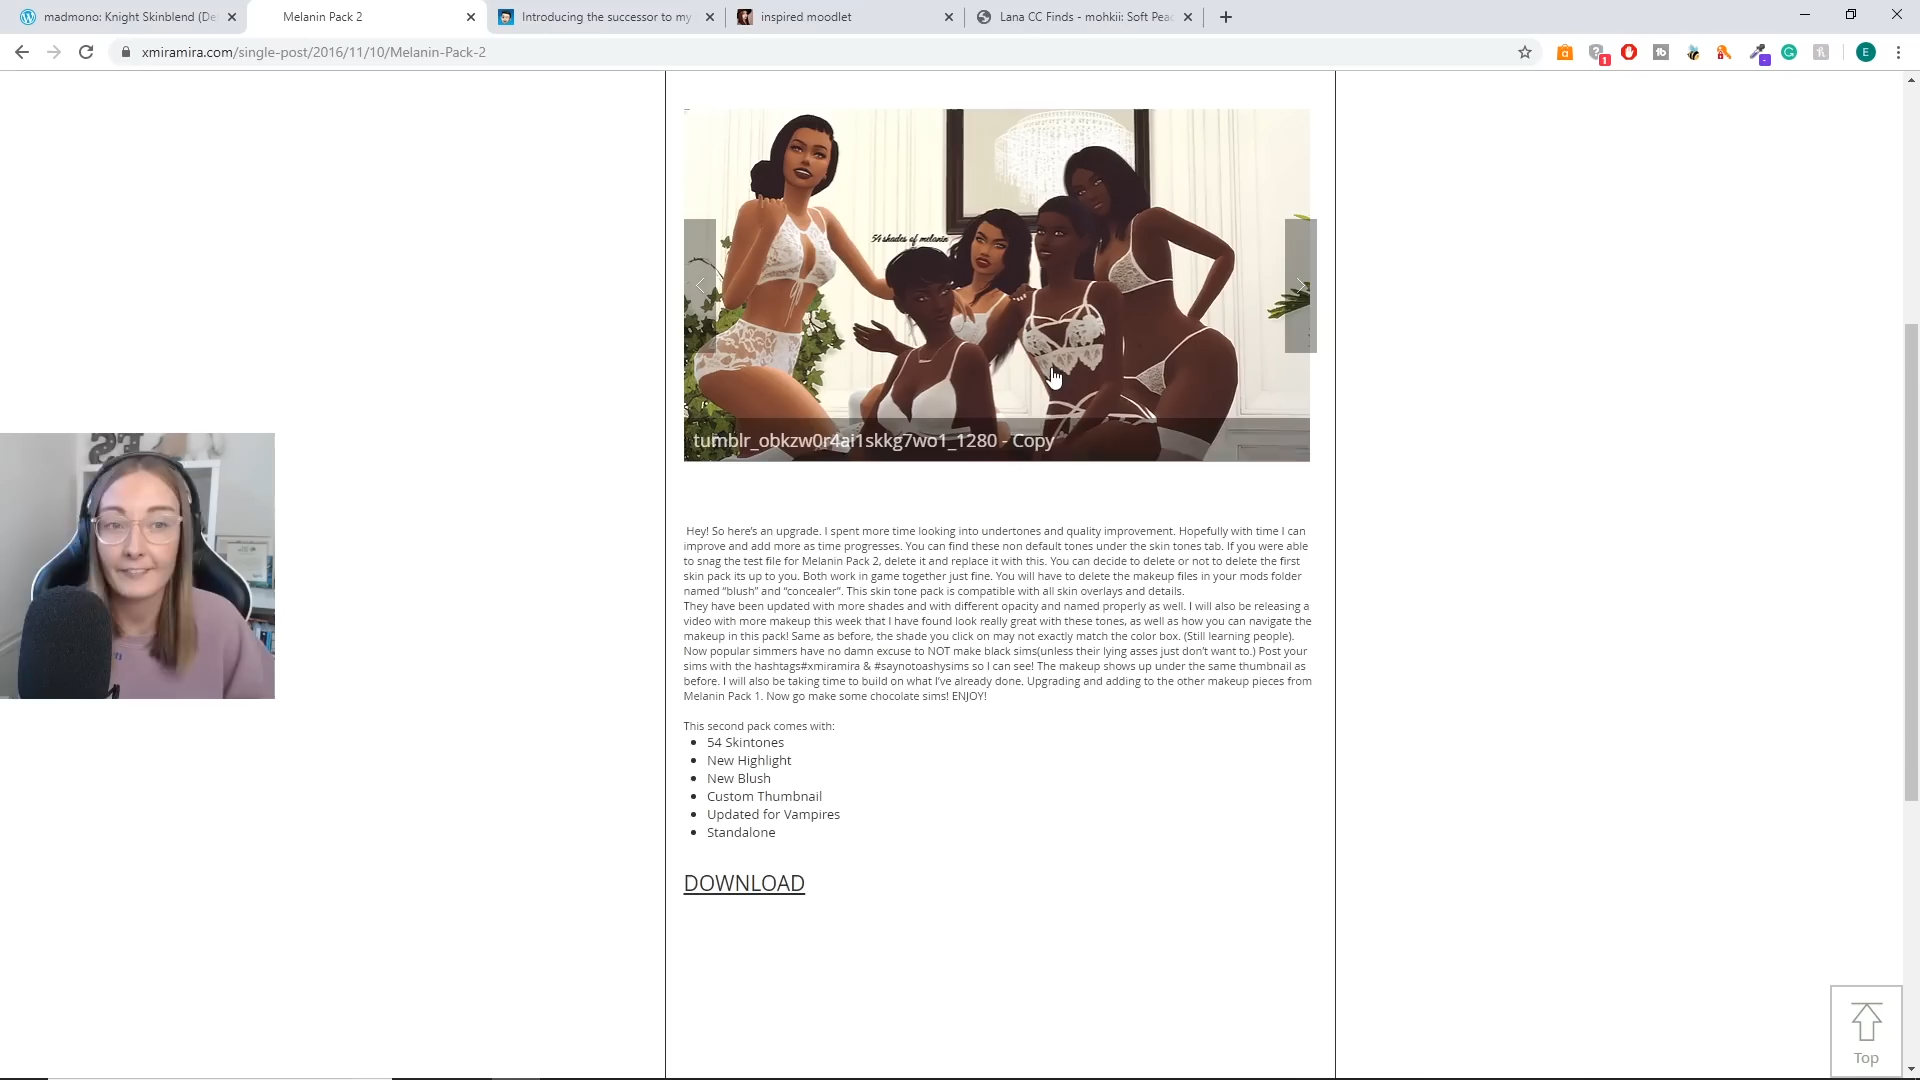 madmono: Knight Skinblend (De
Melanin Pack 2
Introducing the successor to my
inspired moodlet
Lana CC Finds - mohkii: Soft Peac
xmiramira.com/single-post/2016/11/10/Melanin-Pack-2
1
tb
E
54 shades of melanin
tumblr_obkzw0r4ai1skkg7wo1_1280 - Copy
Hey! So here's an upgrade. I spent more time looking into undertones and quality improvement. Hopefully with time I can
improve and add more as time progresses. You can find these non default tones under the skin tones tab. If you were able
to snag the test file for Melanin Pack 2, delete it and replace it with this. You can decide to delete or not to delete the first
skin pack its up to you. Both work in game together just fine. You will have to delete the makeup files in your mods folder
named “blush” and “concealer”. This skin tone pack is compatible with all skin overlays and details.
They have been updated with more shades and with different opacity and named properly as well. I will also be releasing a
video with more makeup this week that I have found look really great with these tones, as well as how you can navigate the
makeup in this pack! Same as before, the shade you click on may not exactly match the color box. (Still learning people).
Now popular simmers have no damn excuse to NOT make black sims(unless their lying asses just don’t want to.) Post your
sims with the hashtags#xmiramira & #saynotoashysims so I can see! The makeup shows up under the same thumbnail as
before. I will also be taking time to build on what I’ve already done. Upgrading and adding to the other makeup pieces from
Melanin Pack 1. Now go make some chocolate sims! ENJOY!
This second pack comes with:
54 Skintones
New Highlight
New Blush
Custom Thumbnail
Updated for Vampires
Standalone
DOWNLOAD
Top